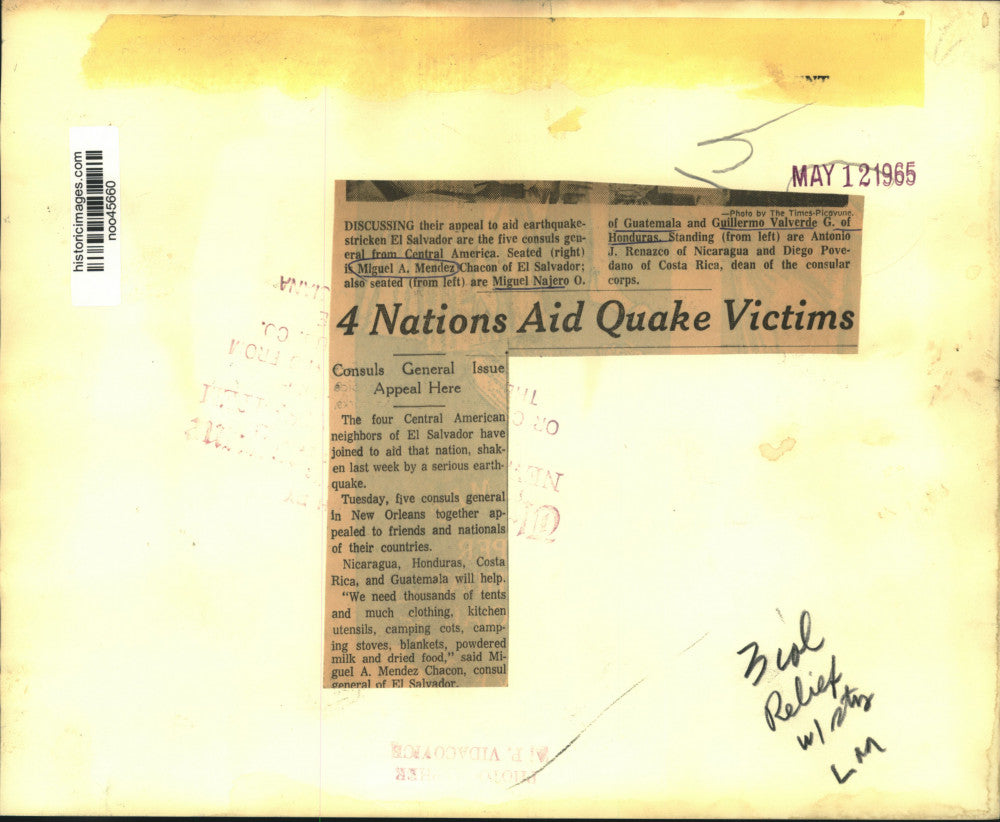 MAY 12 1965
historicimages.com
noo45660
—Photo by The Times-Picayune.
DISCUSSING their appeal to aid earthquake-
stricken El Salvador are the five consuls gen-
eral from Central America. Seated (right)
is Miguel A. Mendez Chacon of El Salvador;
also seated (from left) are Miguel Najero O.
of Guatemala and Guillermo Valverde G. of
Honduras. Standing (from left) are Antonio
J. Renazco of Nicaragua and Diego Pove-
dano of Costa Rica, dean of the consular
corps.
4 Nations Aid Quake Victims
Consuls General Issue
Appeal Here
The four Central American
neighbors of El Salvador have
joined to aid that nation, shak-
en last week by a serious earth-
quake.
Tuesday, five consuls general
in New Orleans together ap-
pealed to friends and nationals
of their countries.
Nicaragua, Honduras, Costa
Rica, and Guatemala will help.
"We need thousands of tents
and much clothing, kitchen
utensils, camping cots, camp-
ing stoves, blankets, powdered
milk and dried food," said Mi-
guel A. Mendez Chacon, consul
general of El Salvador.
3 col
Relief
w/ sty
LM
P. VIDACOVICH